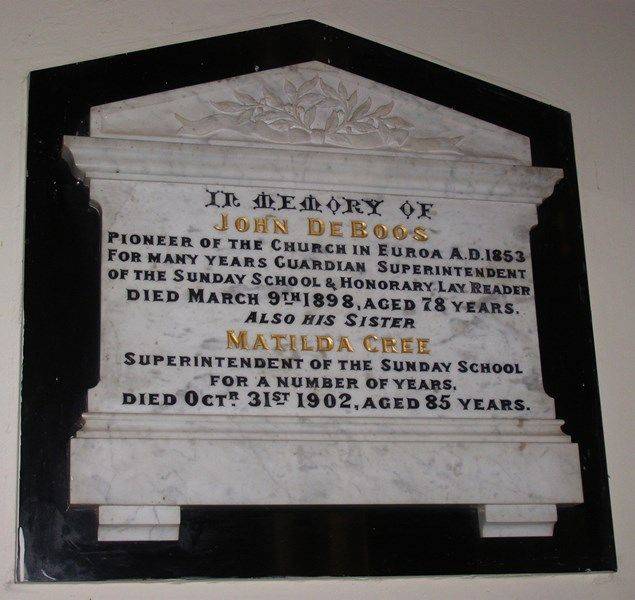 IN MEMORY OF
JOHN DEBOOS
PIONEER OF THE CHURCH IN EUROA A.D. 1853
FOR MANY YEARS GUARDIAN SUPERINTENDENT
OF THE SUNDAY SCHOOL & HONORARY LAY READER
DIED MARCH 9TH 1898, AGED 78 YEARS.
ALSO HIS SISTER
MATILDA CREE
SUPERINTENDENT OF THE SUNDAY SCHOOL
FOR A NUMBER OF YEARS.
DIED OCTR. 31ST 1902, AGED 85 YEARS.